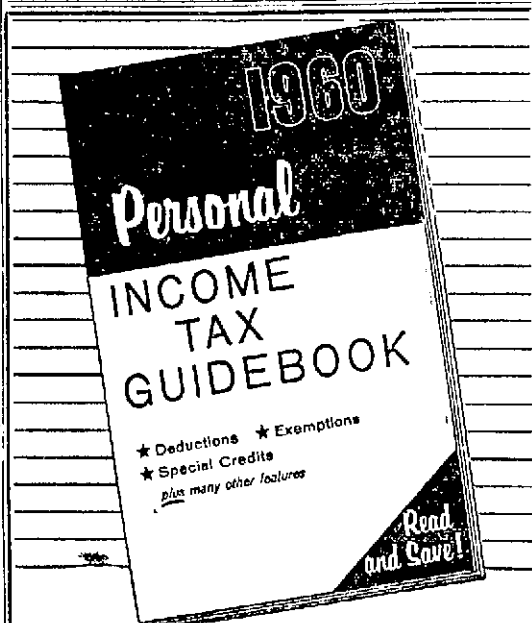 1960
Personal
INCOME
TAX
GUIDEBOOK
★ Deductions ★ Exemptions
★ Special Credits
plus many other features
Read
and Save!